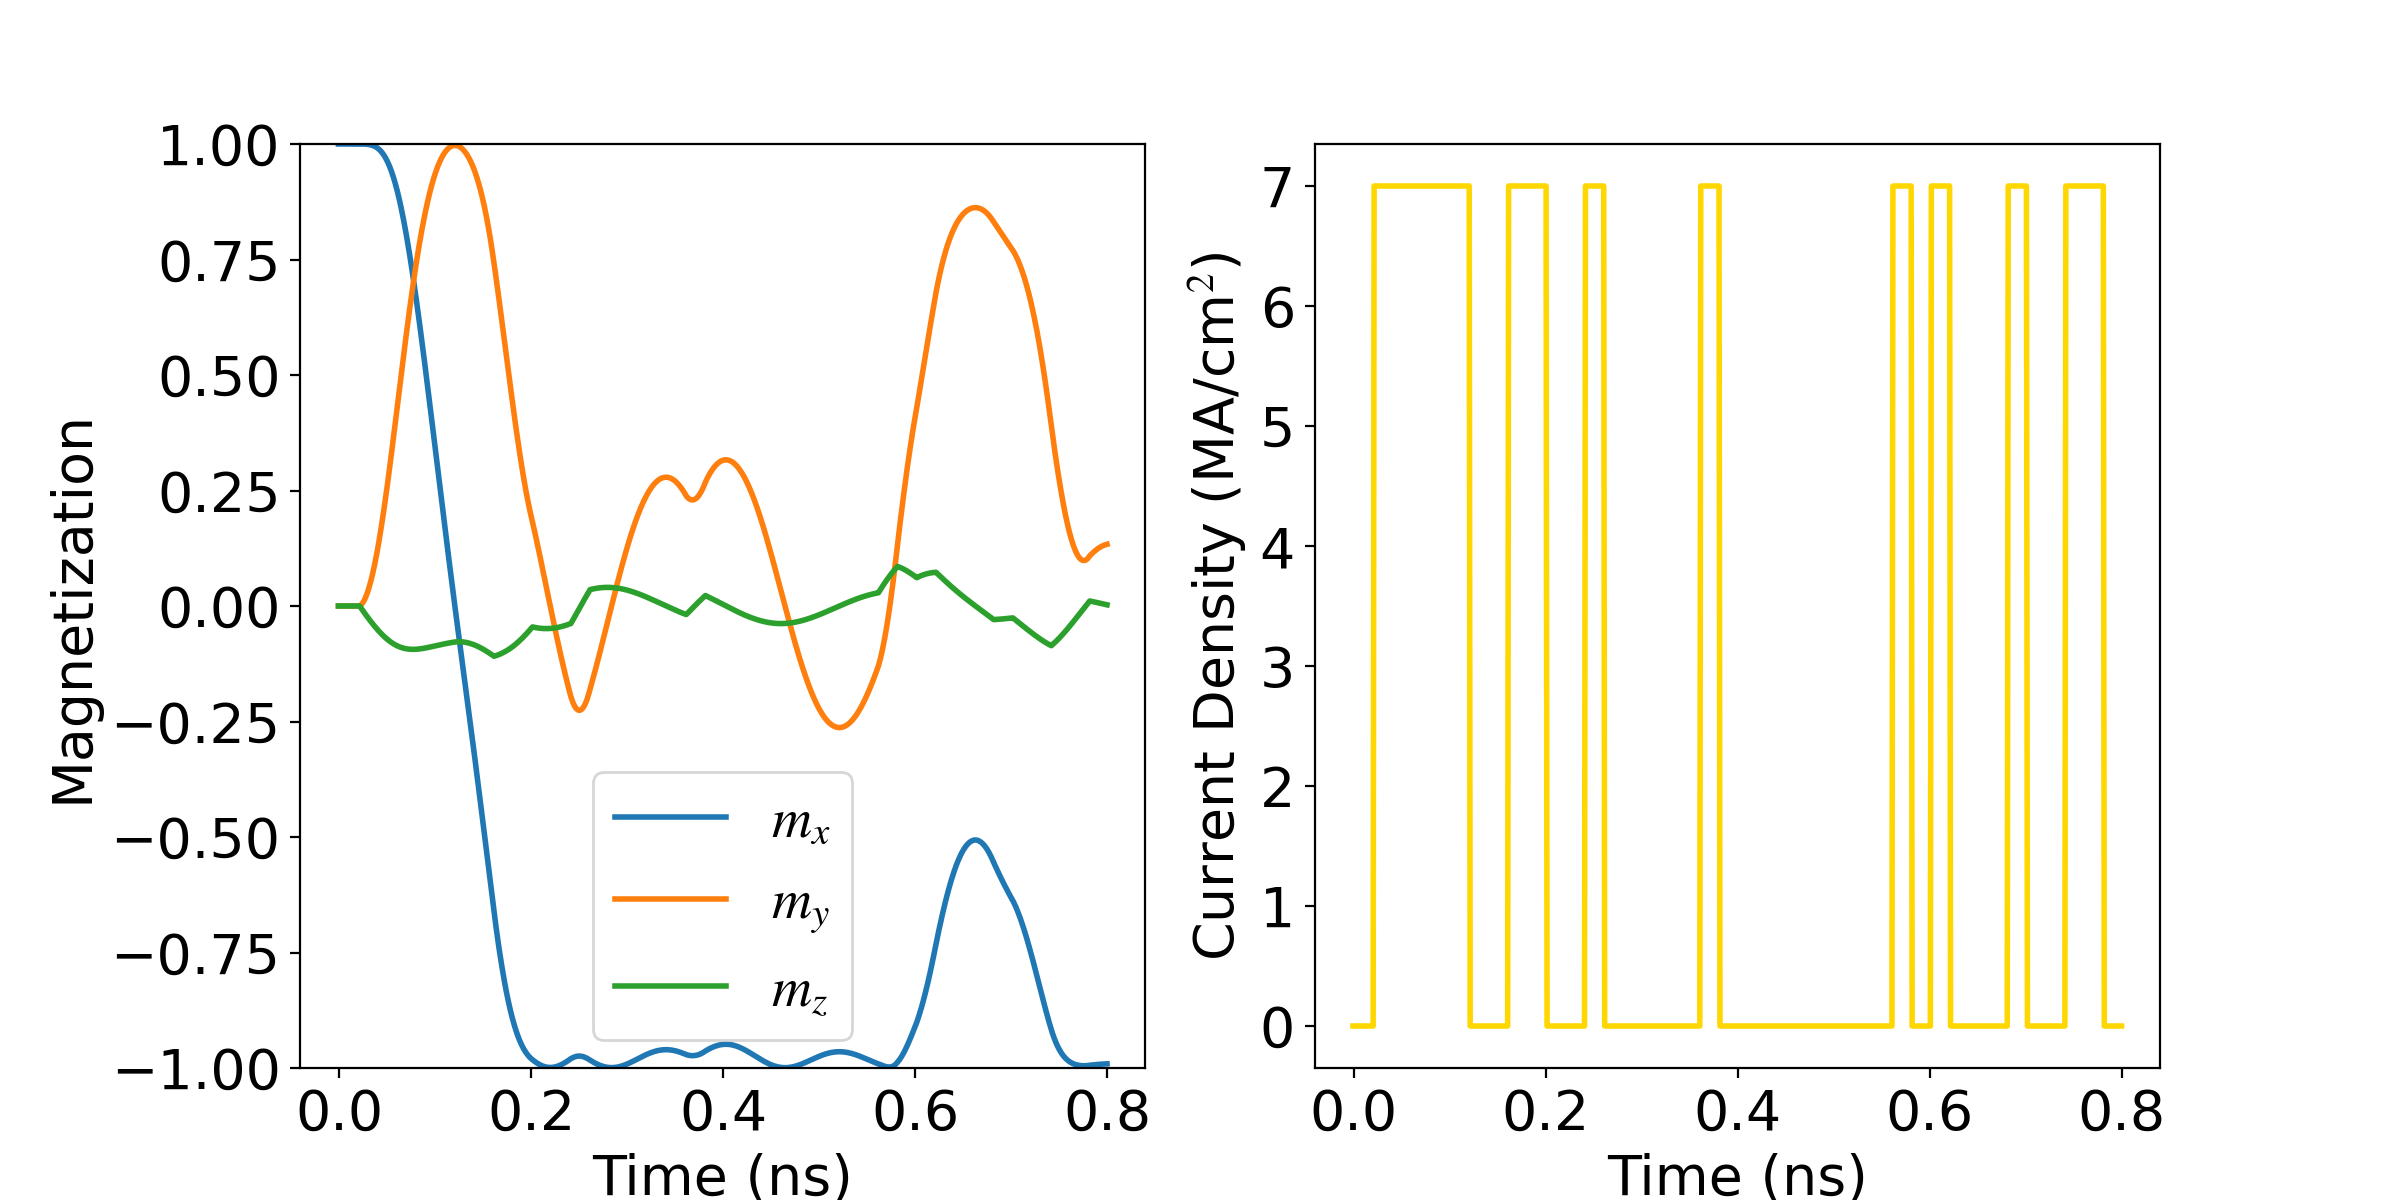 Magnetization
1.00
0.75
0.50
0.25
0.00
−0.25
−0.50
−0.75
−1.00
0.0 0.2 0.4 0.6 0.8
Time (ns)
m_x
m_y
m_z
Current Density (MA/cm²)
7
6
5
4
3
2
1
0
0.0 0.2 0.4 0.6 0.8
Time (ns)